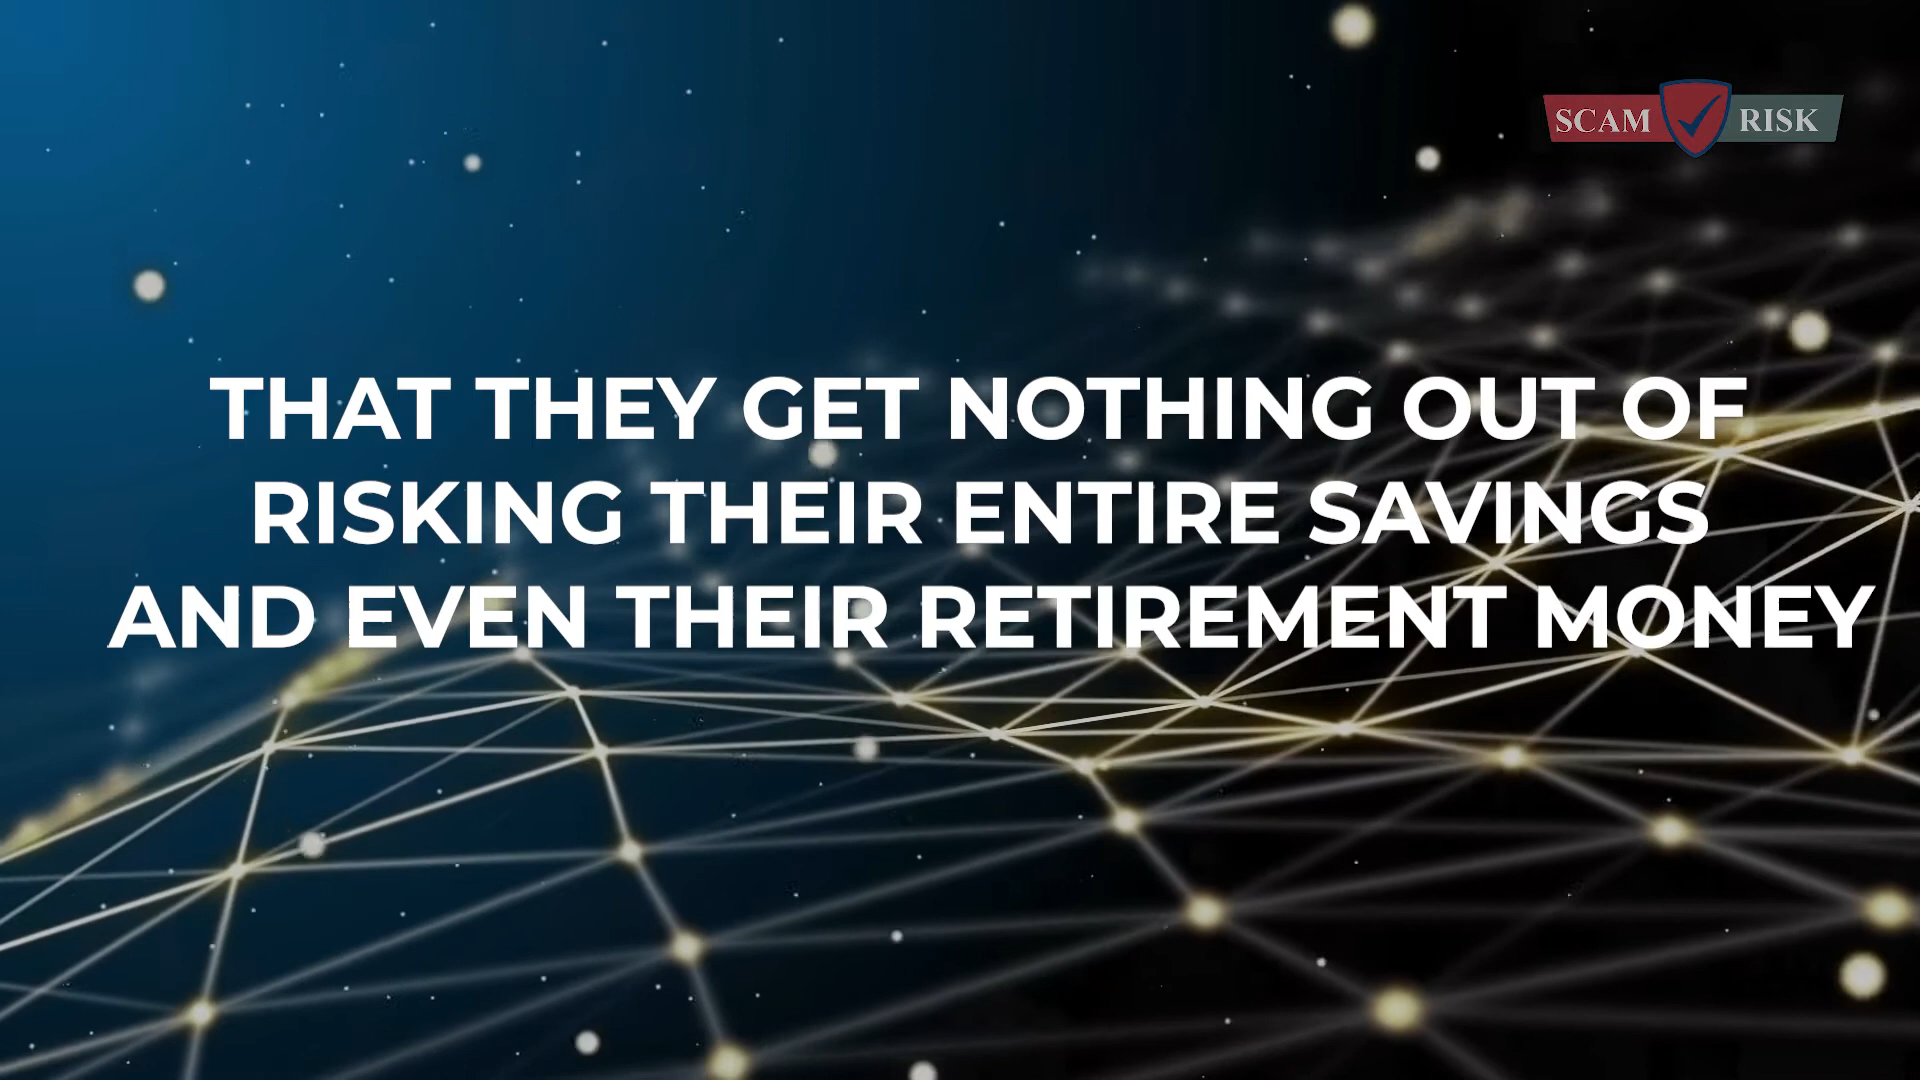 SCAM RISK
THAT THEY GET NOTHING OUT OF
RISKING THEIR ENTIRE SAVINGS
AND EVEN THEIR RETIREMENT MONEY